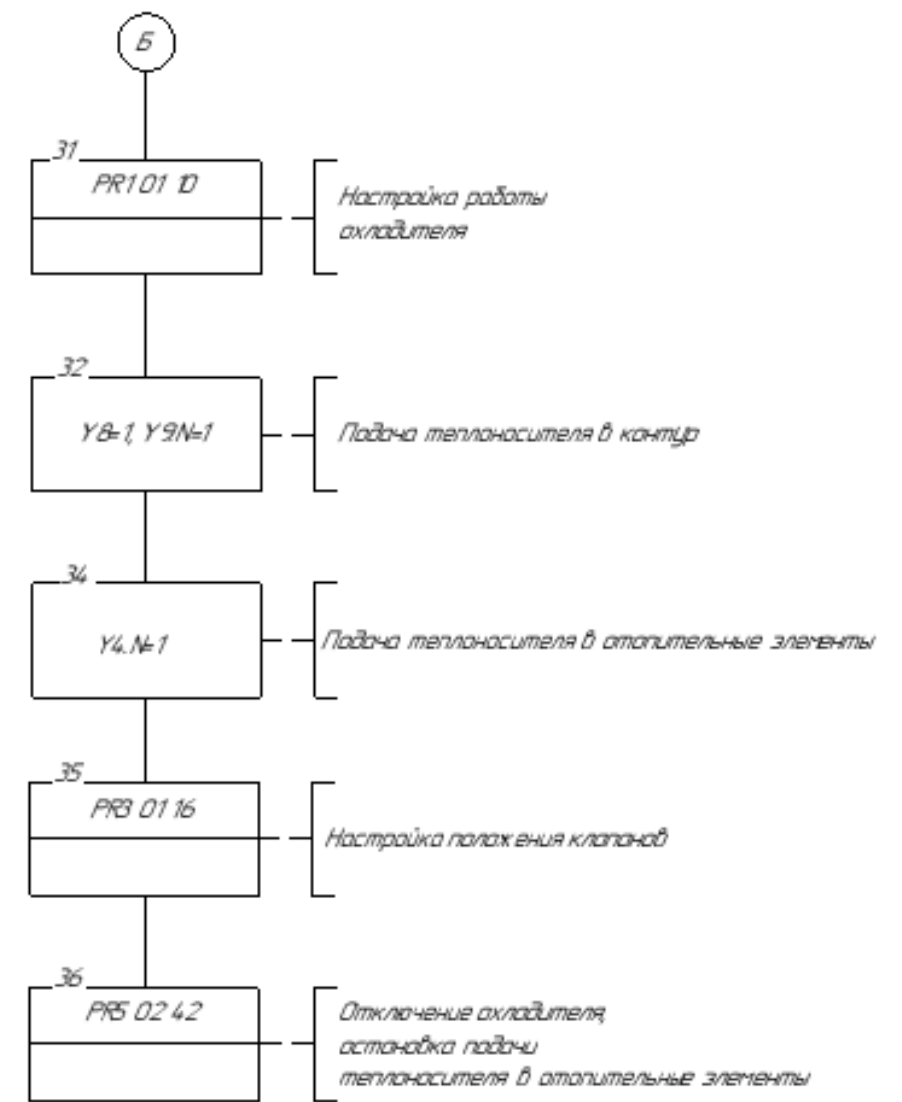 Б
31
PR1 01 10
Настройка работы
охладителя
32
Y8=1, Y9.N=1
Подача теплоносителя в контур
34
Y4.N=1
Подача теплоносителя в отопительные элементы
35
PR3 01 16
Настройка положения клапанов
36
PR5 02 42
Отключение охладителя,
остановка подачи
теплоносителя в отопительные элементы